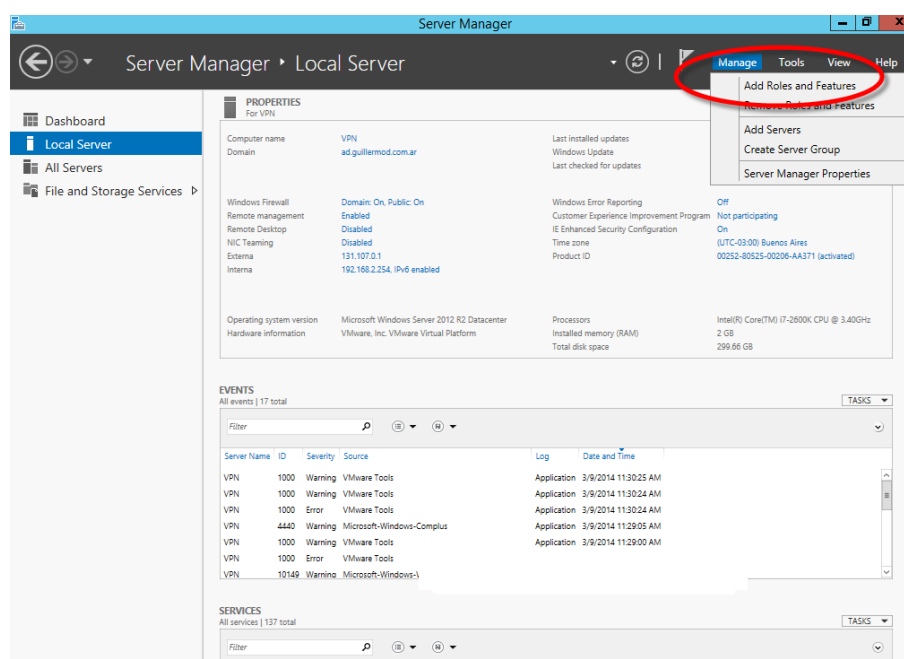 Server Manager
Server Manager • Local Server
Manage Tools View Help
Add Roles and Features
Remove Roles and Features
Add Servers
Create Server Group
Server Manager Properties
Dashboard
Local Server
All Servers
File and Storage Services
PROPERTIES
For VPN
Computer name VPN Last installed updates
Domain ad.guillermod.com.ar Windows Update
Last checked for updates
Windows Firewall Domain: On, Public: On Windows Error Reporting Off
Remote management Enabled Customer Experience Improvement Program Not participating
Remote Desktop Disabled IE Enhanced Security Configuration On
NIC Teaming Disabled Time zone (UTC-03:00) Buenos Aires
Externa 131.107.0.1 Product ID 00252-80525-00206-AA371 (activated)
Interna 192.168.2.254, IPv6 enabled
Operating system version Microsoft Windows Server 2012 R2 Datacenter Processors Intel(R) Core(TM) i7-2600K CPU @ 3.40GHz
Hardware information VMware, Inc. VMware Virtual Platform Installed memory (RAM) 2 GB
Total disk space 299.66 GB
EVENTS
All events | 17 total
TASKS
Filter
Server Name ID Severity Source Log Date and Time
VPN 1000 Warning VMware Tools Application 3/9/2014 11:30:25 AM
VPN 1000 Warning VMware Tools Application 3/9/2014 11:30:24 AM
VPN 1000 Error VMware Tools Application 3/9/2014 11:30:24 AM
VPN 4440 Warning Microsoft-Windows-Complus Application 3/9/2014 11:29:05 AM
VPN 1000 Warning VMware Tools Application 3/9/2014 11:29:00 AM
VPN 1000 Error VMware Tools
VPN 10149 Warning Microsoft-Windows-
SERVICES
All services | 137 total
TASKS
Filter